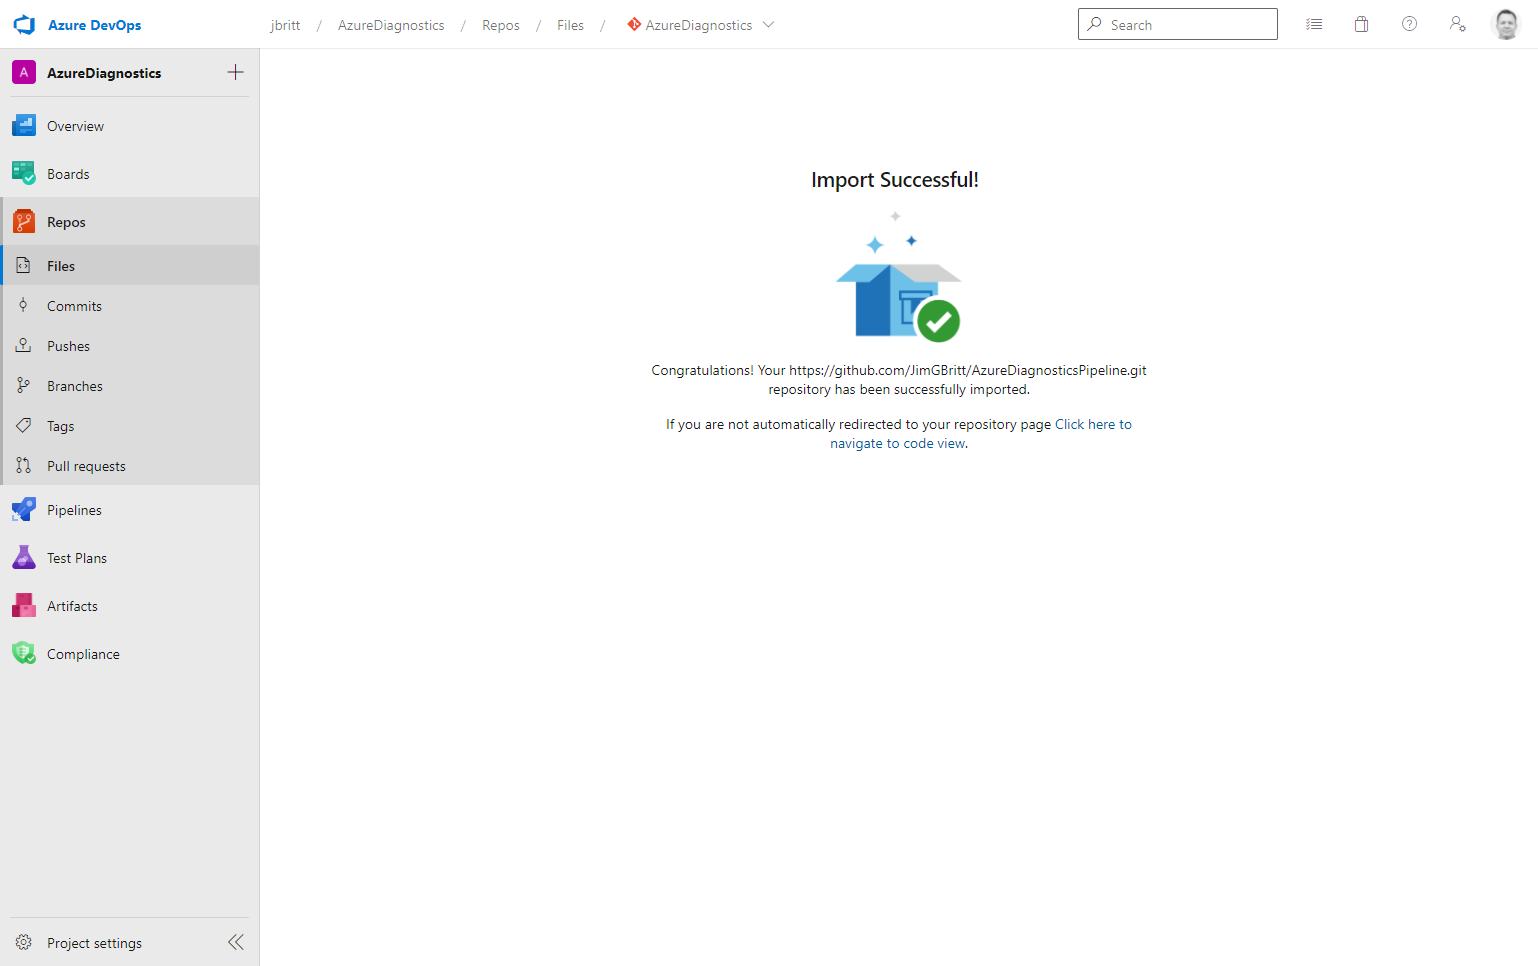 Azure DevOps
jbritt / AzureDiagnostics / Repos / Files / AzureDiagnostics
Search
A AzureDiagnostics
Overview
Boards
Repos
Files
Commits
Pushes
Branches
Tags
Pull requests
Pipelines
Test Plans
Artifacts
Compliance
Project settings
Import Successful!
Congratulations! Your https://github.com/JimGBritt/AzureDiagnosticsPipeline.git
repository has been successfully imported.
If you are not automatically redirected to your repository page Click here to
navigate to code view.